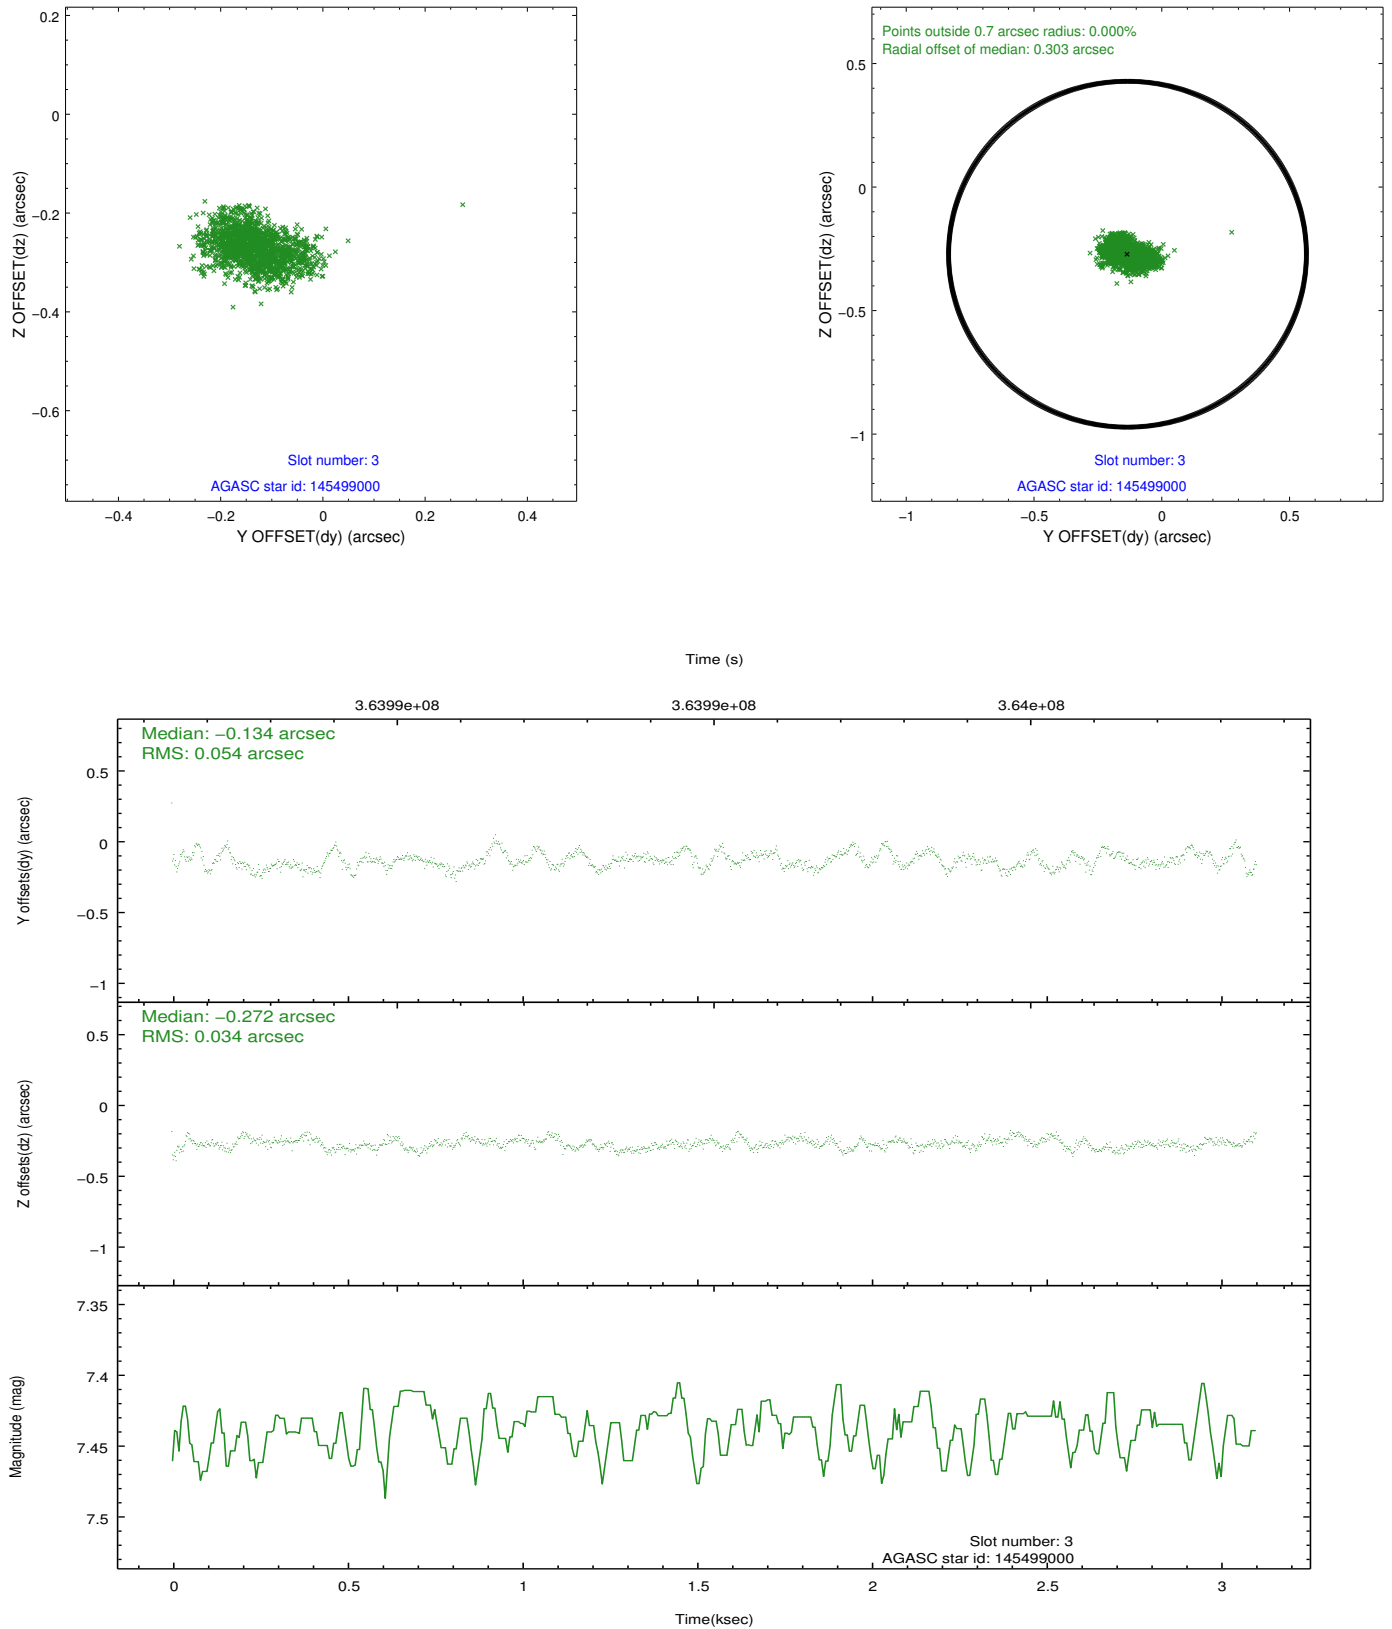 0.2
0
−0.2
−0.4
−0.6
Z OFFSET(dz) (arcsec)
Slot number: 3
AGASC star id: 145499000
−0.4
−0.2
0
0.2
0.4
Y OFFSET(dy) (arcsec)
Points outside 0.7 arcsec radius: 0.000%
Radial offset of median: 0.303 arcsec
0.5
0
−0.5
−1
Z OFFSET(dz) (arcsec)
Slot number: 3
AGASC star id: 145499000
−1
−0.5
0
0.5
Y OFFSET(dy) (arcsec)
Time (s)
3.6399e+08
3.6399e+08
3.64e+08
Median: −0.134 arcsec
RMS: 0.054 arcsec
0.5
0
−0.5
−1
Y offsets(dy) (arcsec)
Median: −0.272 arcsec
RMS: 0.034 arcsec
0.5
0
−0.5
−1
Z offsets(dz) (arcsec)
7.35
7.4
7.45
7.5
Magnitude (mag)
Slot number: 3
AGASC star id: 145499000
0
0.5
1
1.5
2
2.5
3
Time(ksec)